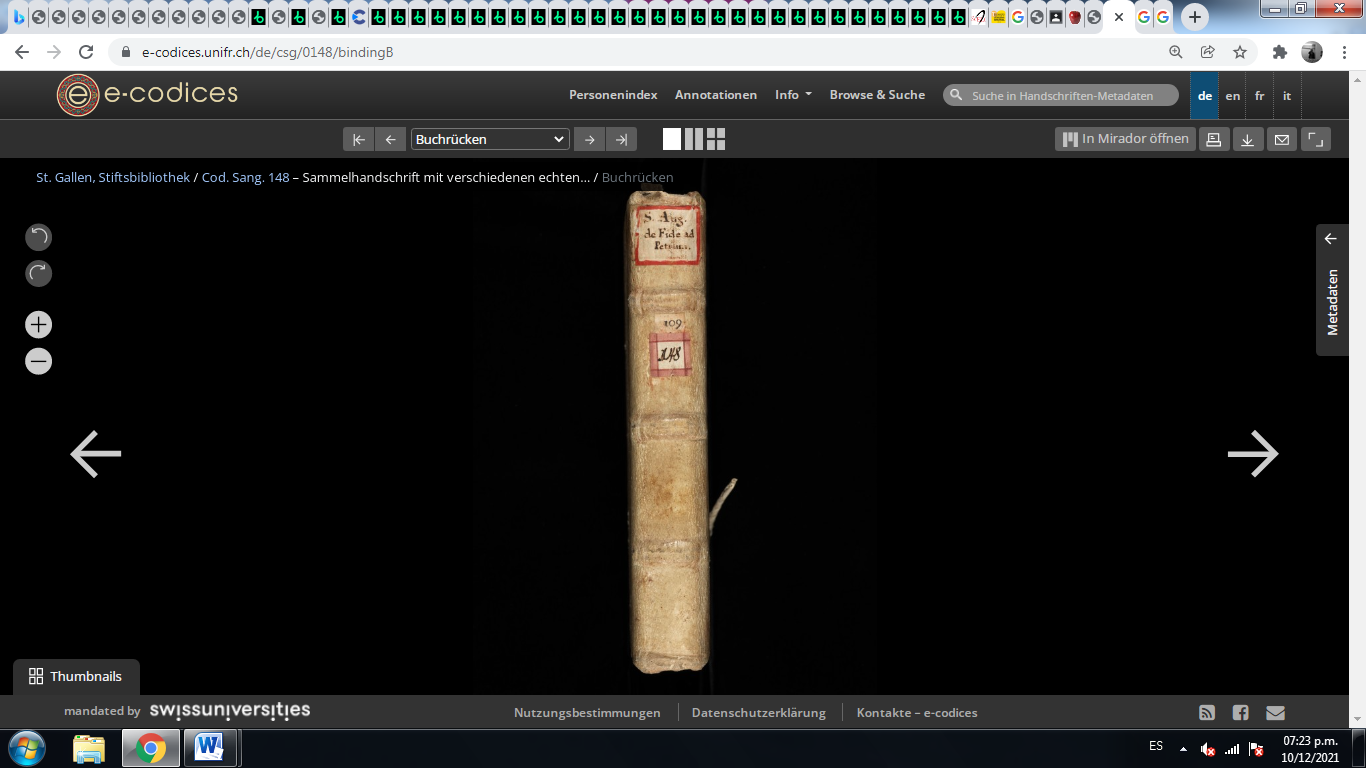 e-codices.unifr.ch/de/csg/0148/bindingB
e-codices
Personenindex
Annotationen
Info
Browse & Suche
Suche in Handschriften-Metadaten
de
en
fr
it
Buchrücken
In Mirador öffnen
St. Gallen, Stiftsbibliothek / Cod. Sang. 148 – Sammelhandschrift mit verschiedenen echten... / Buchrücken
S. Aug.
de Fide ad
Petrum.
109
148
Metadaten
Thumbnails
mandated by swissuniversities
Nutzungsbestimmungen
Datenschutzerklärung
Kontakte – e-codices
ES
07:23 p.m.
10/12/2021